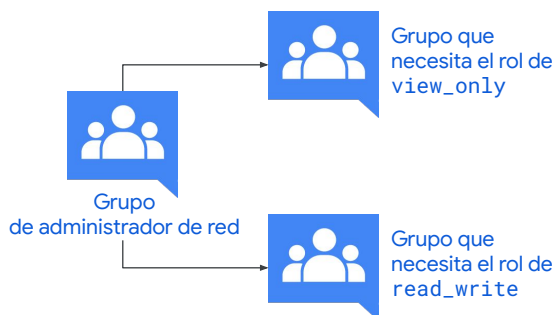 Grupo que
necesita el rol de
view_only
Grupo
de administrador de red
Grupo que
necesita el rol de
read_write